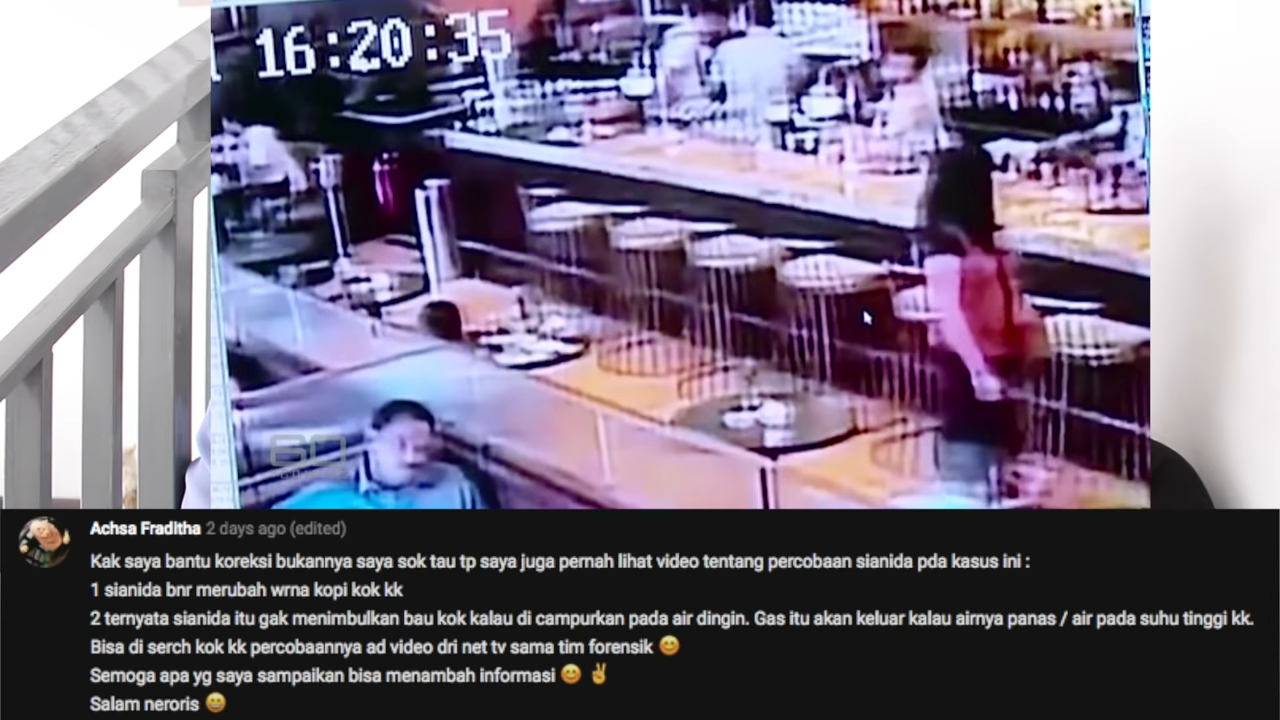 16:20:35
60
Achsa Fraditha 2 days ago (edited)
Kak saya bantu koreksi bukannya saya sok tau tp saya juga pernah lihat video tentang percobaan sianida pda kasus ini :
1 sianida bnr merubah wrna kopi kok kk
2 ternyata sianida itu gak menimbulkan bau kok kalau di campurkan pada air dingin. Gas itu akan keluar kalau airnya panas / air pada suhu tinggi kk.
Bisa di serch kok kk percobaannya ad video dri net tv sama tim forensik 😊
Semoga apa yg saya sampaikan bisa menambah informasi 😊 ✌
Salam neroris 😀